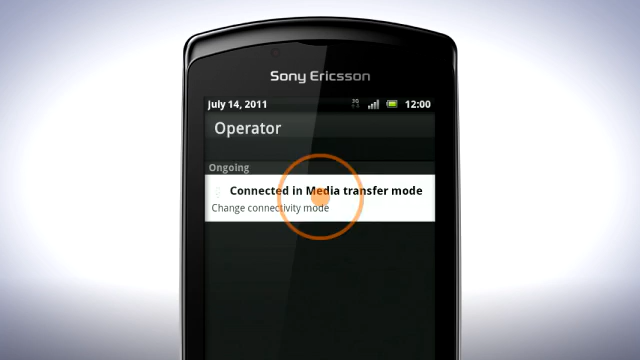 Sony Ericsson
July 14, 2011
3G
12:00
Operator
Ongoing
Connected in Media transfer mode
Change connectivity mode